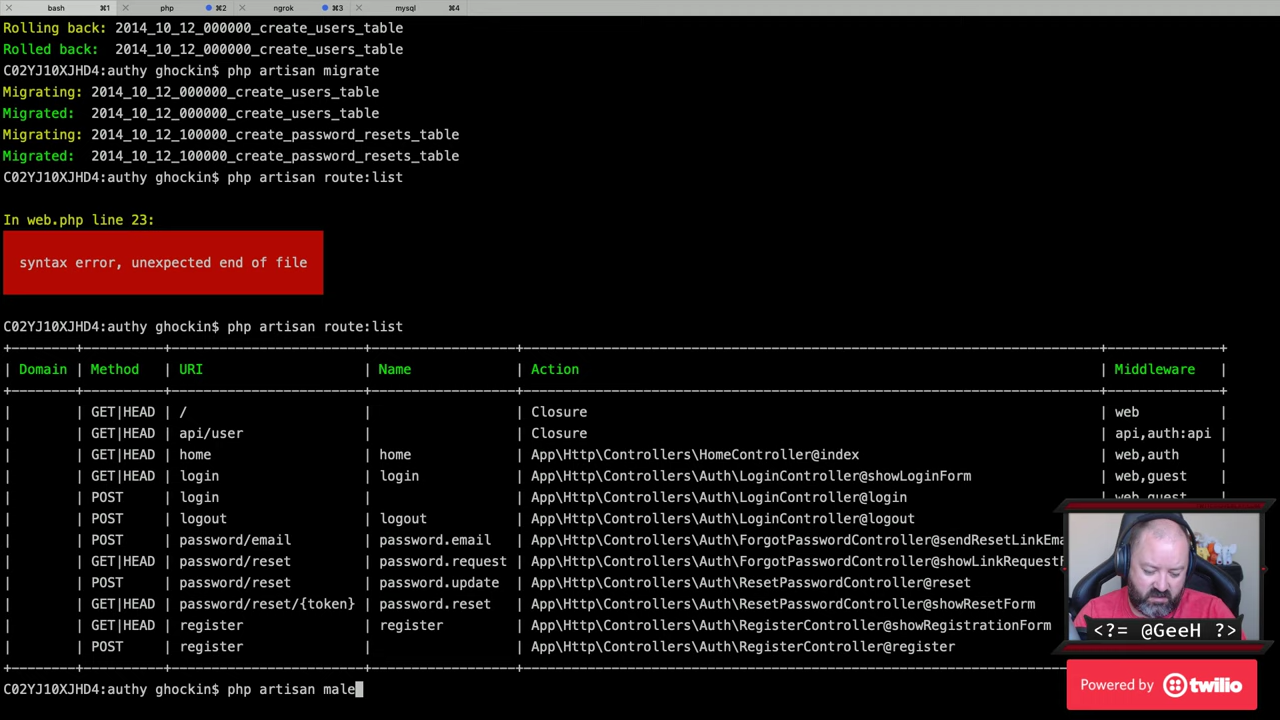 bash ⌘1 php ⌘2 ngrok ⌘3 mysql ⌘4
Rolling back: 2014_10_12_000000_create_users_table
Rolled back:  2014_10_12_000000_create_users_table
C02YJ10XJHD4:authy ghockin$ php artisan migrate
Migrating: 2014_10_12_000000_create_users_table
Migrated:  2014_10_12_000000_create_users_table
Migrating: 2014_10_12_100000_create_password_resets_table
Migrated:  2014_10_12_100000_create_password_resets_table
C02YJ10XJHD4:authy ghockin$ php artisan route:list
In web.php line 23:
syntax error, unexpected end of file
C02YJ10XJHD4:authy ghockin$ php artisan route:list
| Domain | Method | URI | Name | Action | Middleware |
| | GET|HEAD | / | | Closure | web |
| | GET|HEAD | api/user | | Closure | api,auth:api |
| | GET|HEAD | home | home | App\Http\Controllers\HomeController@index | web,auth |
| | GET|HEAD | login | login | App\Http\Controllers\Auth\LoginController@showLoginForm | web,guest |
| | POST | login | | App\Http\Controllers\Auth\LoginController@login | web,guest |
| | POST | logout | logout | App\Http\Controllers\Auth\LoginController@logout
| | POST | password/email | password.email | App\Http\Controllers\Auth\ForgotPasswordController@sendResetLinkEma
| | GET|HEAD | password/reset | password.request | App\Http\Controllers\Auth\ForgotPasswordController@showLinkRequestF
| | POST | password/reset | password.update | App\Http\Controllers\Auth\ResetPasswordController@reset
| | GET|HEAD | password/reset/{token} | password.reset | App\Http\Controllers\Auth\ResetPasswordController@showResetForm
| | GET|HEAD | register | register | App\Http\Controllers\Auth\RegisterController@showRegistrationForm
| | POST | register | | App\Http\Controllers\Auth\RegisterController@register
C02YJ10XJHD4:authy ghockin$ php artisan male
<?= @GeeH ?>
Powered by twilio